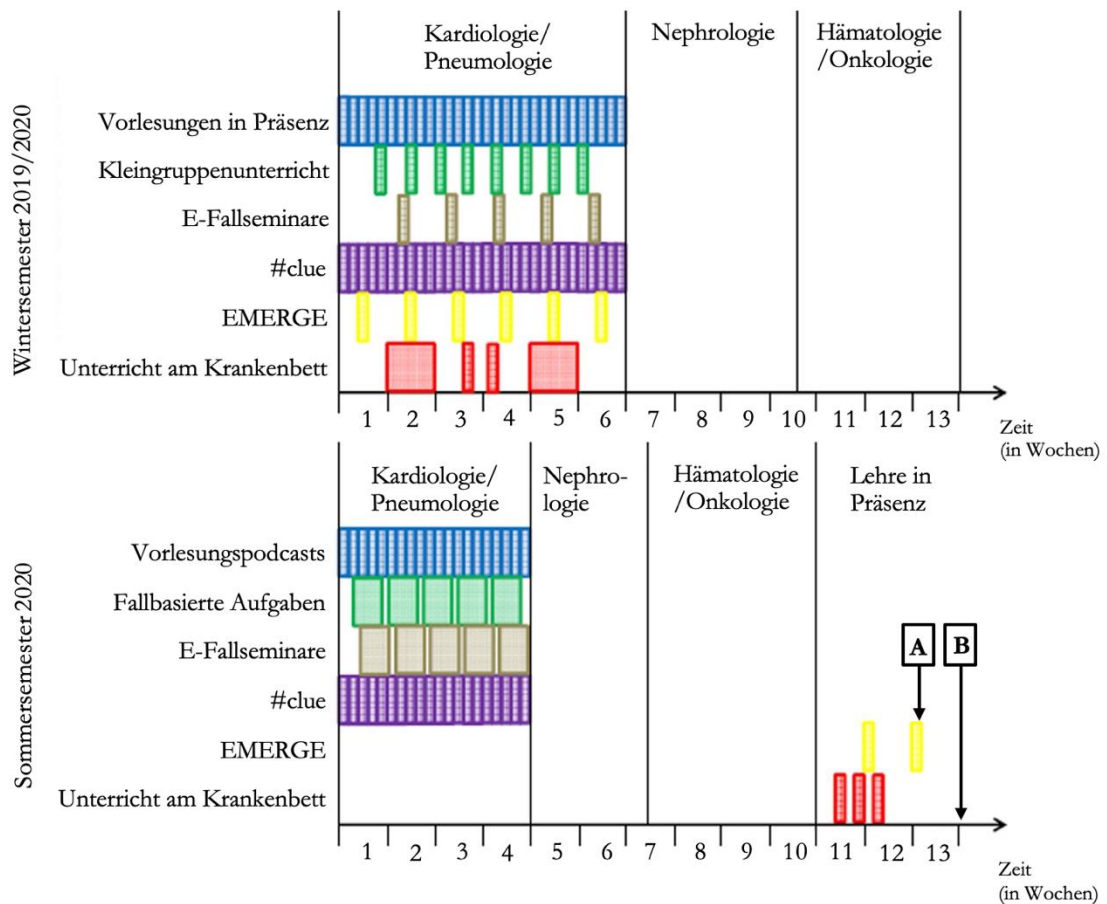 Wintersemester 2019/2020
Kardiologie/
Pneumologie
Nephrologie
Hämatologie
/Onkologie
Vorlesungen in Präsenz
Kleingruppenunterricht
E-Fallseminare
#clue
EMERGE
Unterricht am Krankenbett
1 2 3 4 5 6 7 8 9 10 11 12 13
Zeit
(in Wochen)
Sommersemester 2020
Kardiologie/
Pneumologie
Nephro-
logie
Hämatologie
/Onkologie
Lehre in
Präsenz
Vorlesungspodcasts
Fallbasierte Aufgaben
E-Fallseminare
A B
#clue
EMERGE
Unterricht am Krankenbett
1 2 3 4 5 6 7 8 9 10 11 12 13
Zeit
(in Wochen)